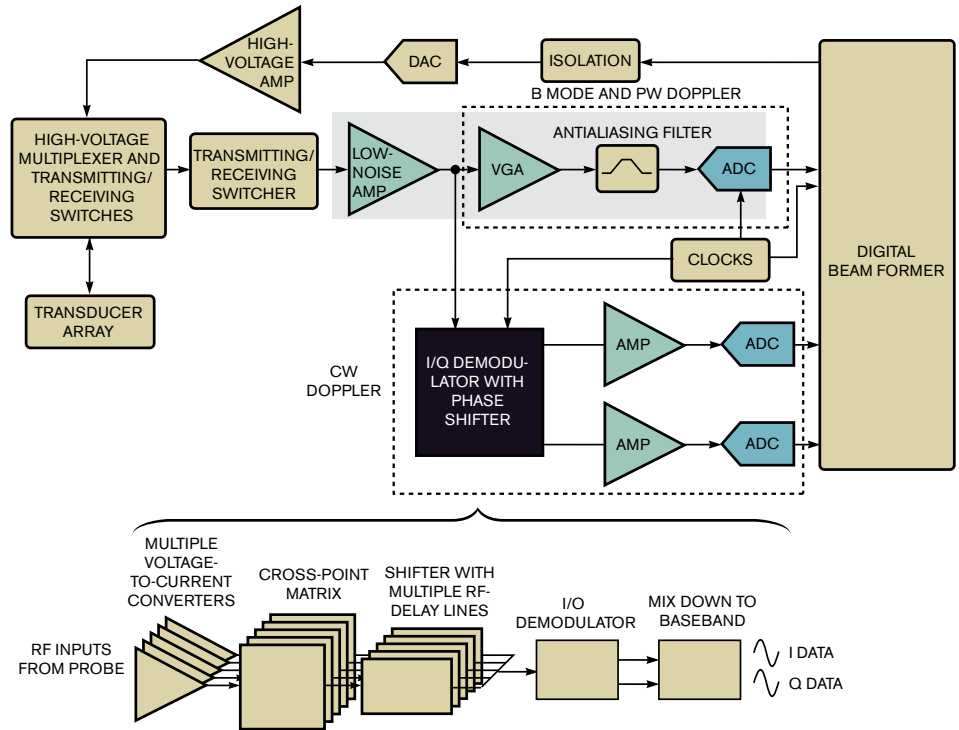 HIGH-
VOLTAGE
AMP
DAC
ISOLATION
B MODE AND PW DOPPLER
HIGH-VOLTAGE
MULTIPLEXER AND
TRANSMITTING/
RECEIVING
SWITCHES
TRANSMITTING/
RECEIVING
SWITCHER
LOW-
NOISE
AMP
VGA
ANTIALIASING FILTER
ADC
DIGITAL
BEAM FORMER
CLOCKS
TRANSDUCER
ARRAY
CW
DOPPLER
I/Q DEMODU-
LATOR WITH
PHASE
SHIFTER
AMP
ADC
AMP
ADC
MULTIPLE
VOLTAGE-
TO-CURRENT
CONVERTERS
CROSS-POINT
MATRIX
SHIFTER WITH
MULTIPLE RF-
DELAY LINES
I/O
DEMODULATOR
MIX DOWN TO
BASEBAND
RF INPUTS
FROM PROBE
I DATA
Q DATA